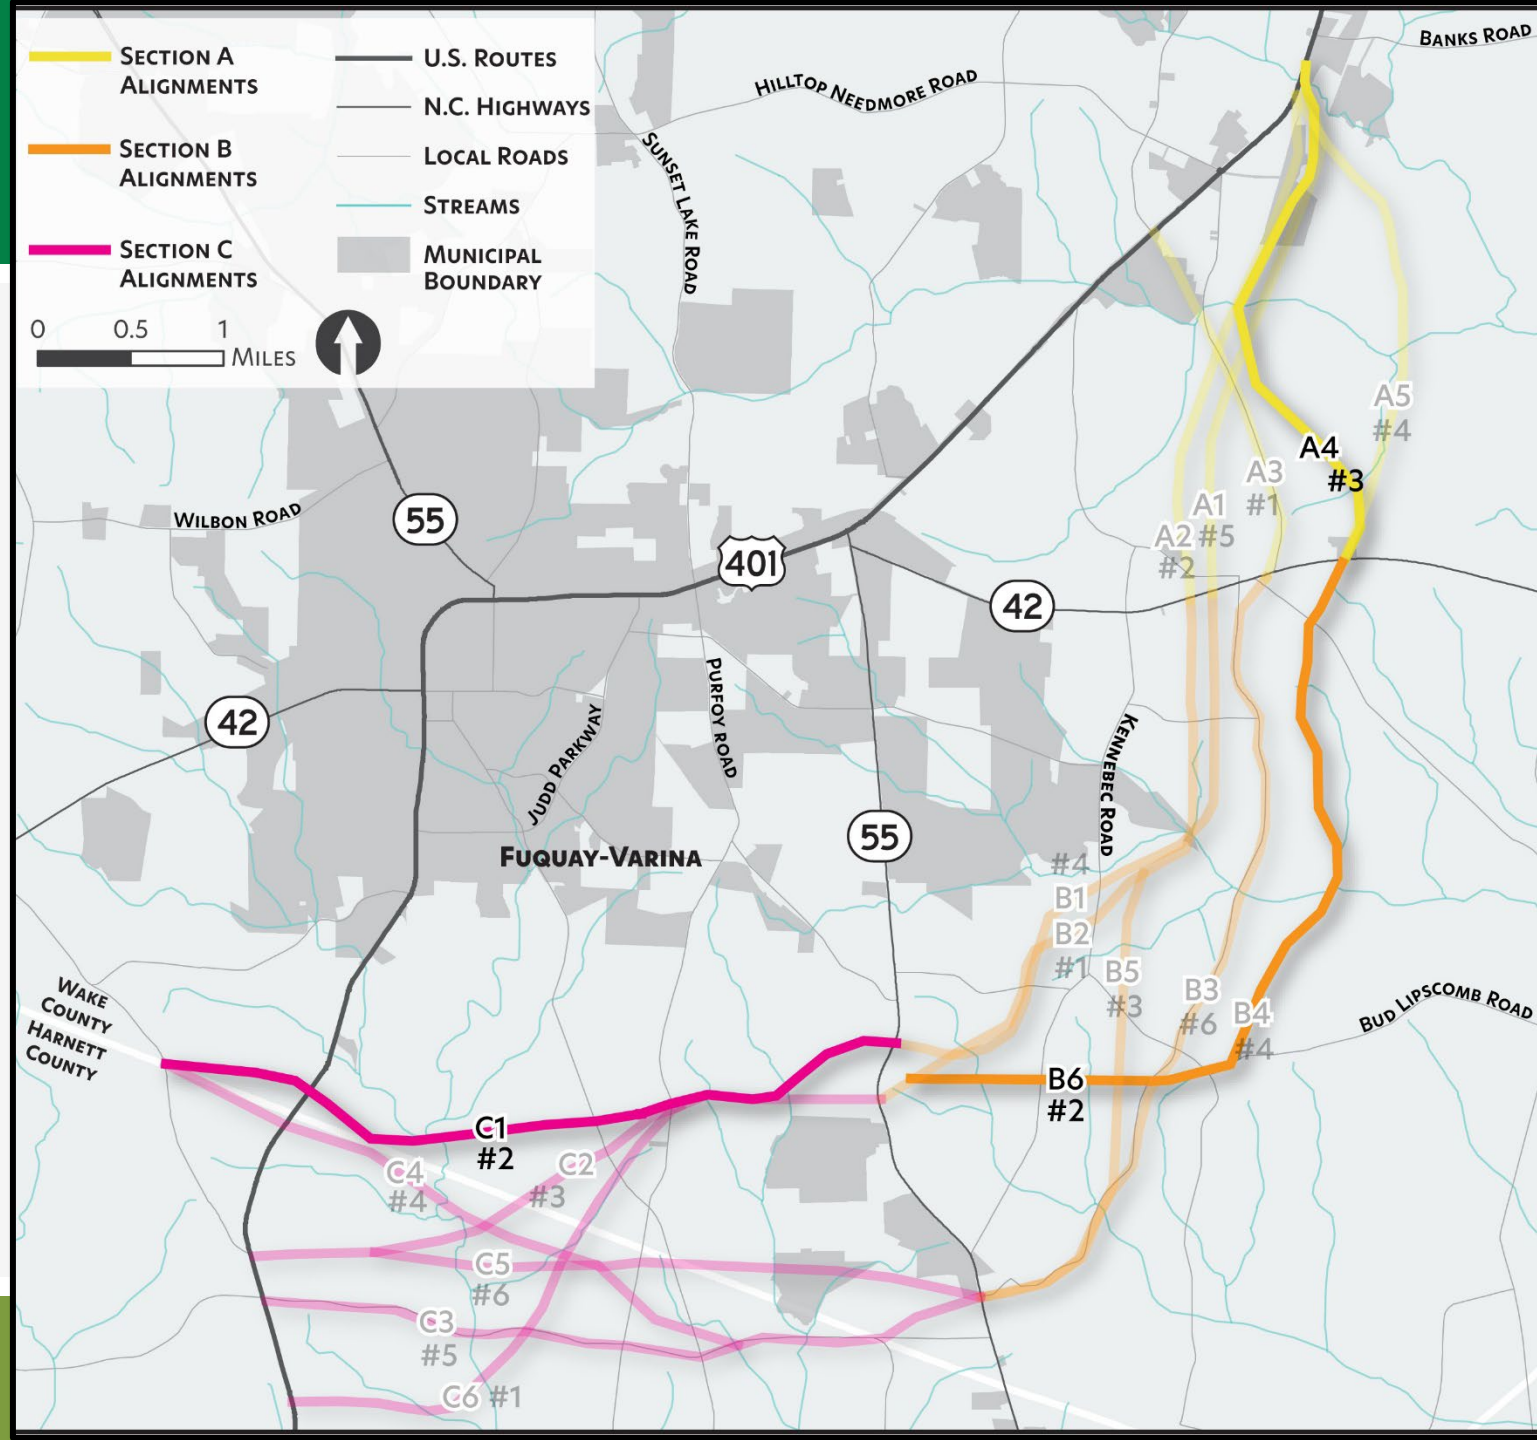 SECTION A
ALIGNMENTS
SECTION B
ALIGNMENTS
SECTION C
ALIGNMENTS
U.S. ROUTES
N.C. HIGHWAYS
LOCAL ROADS
STREAMS
MUNICIPAL
BOUNDARY
0 0.5 1
MILES
BANKS ROAD
HILLTOP NEEDMORE ROAD
SUNSET LAKE ROAD
A5
#4
A4
#3
A3
#1
A1
#5
A2
#2
WILBON ROAD
55
401
42
42
PURFOY ROAD
JUDD PARKWAY
KENNEBEC ROAD
55
FUQUAY-VARINA
#4
B1
B2
#1
B5
#3
B3
#6
B4
#4
BUD LIPSCOMB ROAD
WAKE
COUNTY
HARNETT
COUNTY
B6
#2
C1
#2
C4
#4
C2
#3
C5
#6
C3
#5
C6 #1